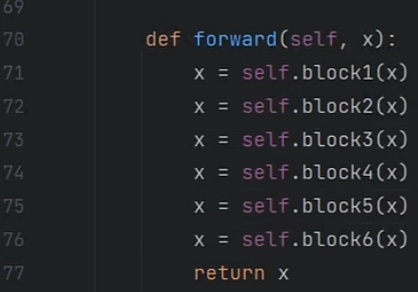 69
70 def forward(self, x):
71 x = self.block1(x)
72 x = self.block2(x)
73 x = self.block3(x)
74 x = self.block4(x)
75 x = self.block5(x)
76 x = self.block6(x)
77 return x